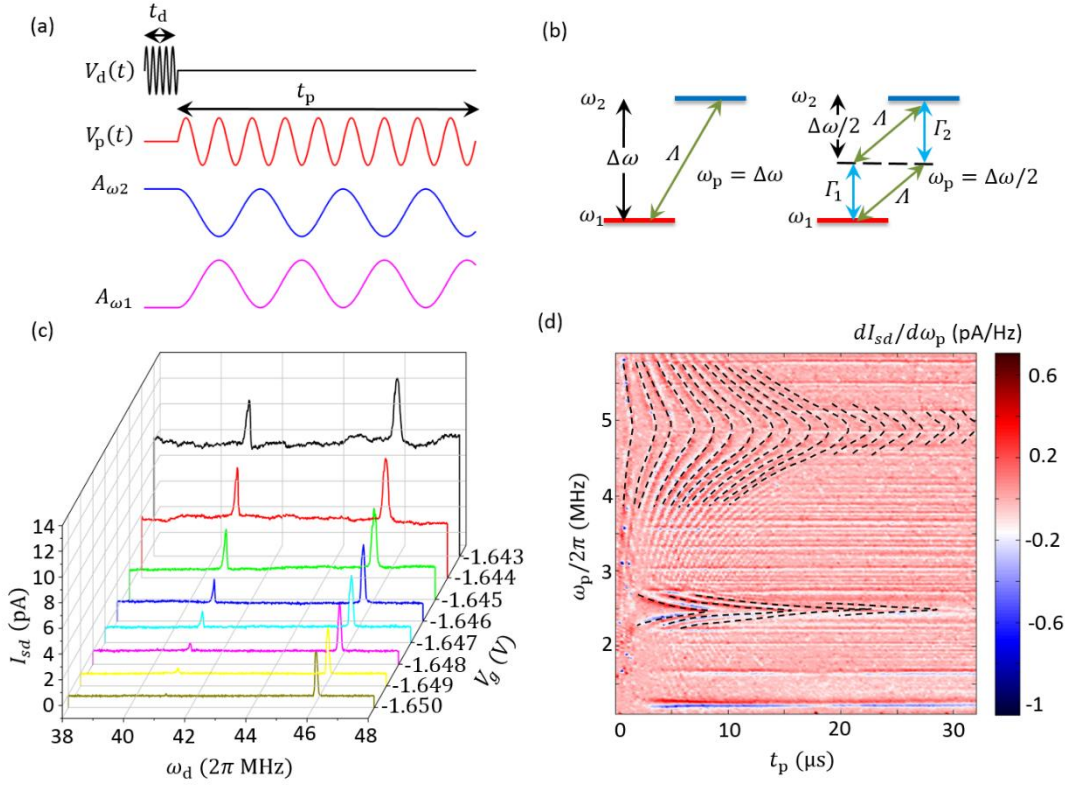 (a)
t_d
V_d(t)
t_p
V_p(t)
A_ω2
A_ω1
(b)
ω_2
Δω
Λ
ω_p = Δω
ω_1
ω_2
Δω/2
Λ
Γ_2
ω_p = Δω/2
Γ_1
Λ
ω_1
(c)
I_sd (pA)
14
12
10
8
6
4
2
0
38
40
42
44
46
48
ω_d (2π MHz)
-1.643
-1.644
-1.645
-1.646
-1.647
-1.648
-1.649
-1.650
V_g (V)
(d)
dI_sd/dω_p (pA/Hz)
ω_p/2π (MHz)
5
4
3
2
0
10
20
30
t_p (μs)
0.6
0.2
-0.2
-0.6
-1